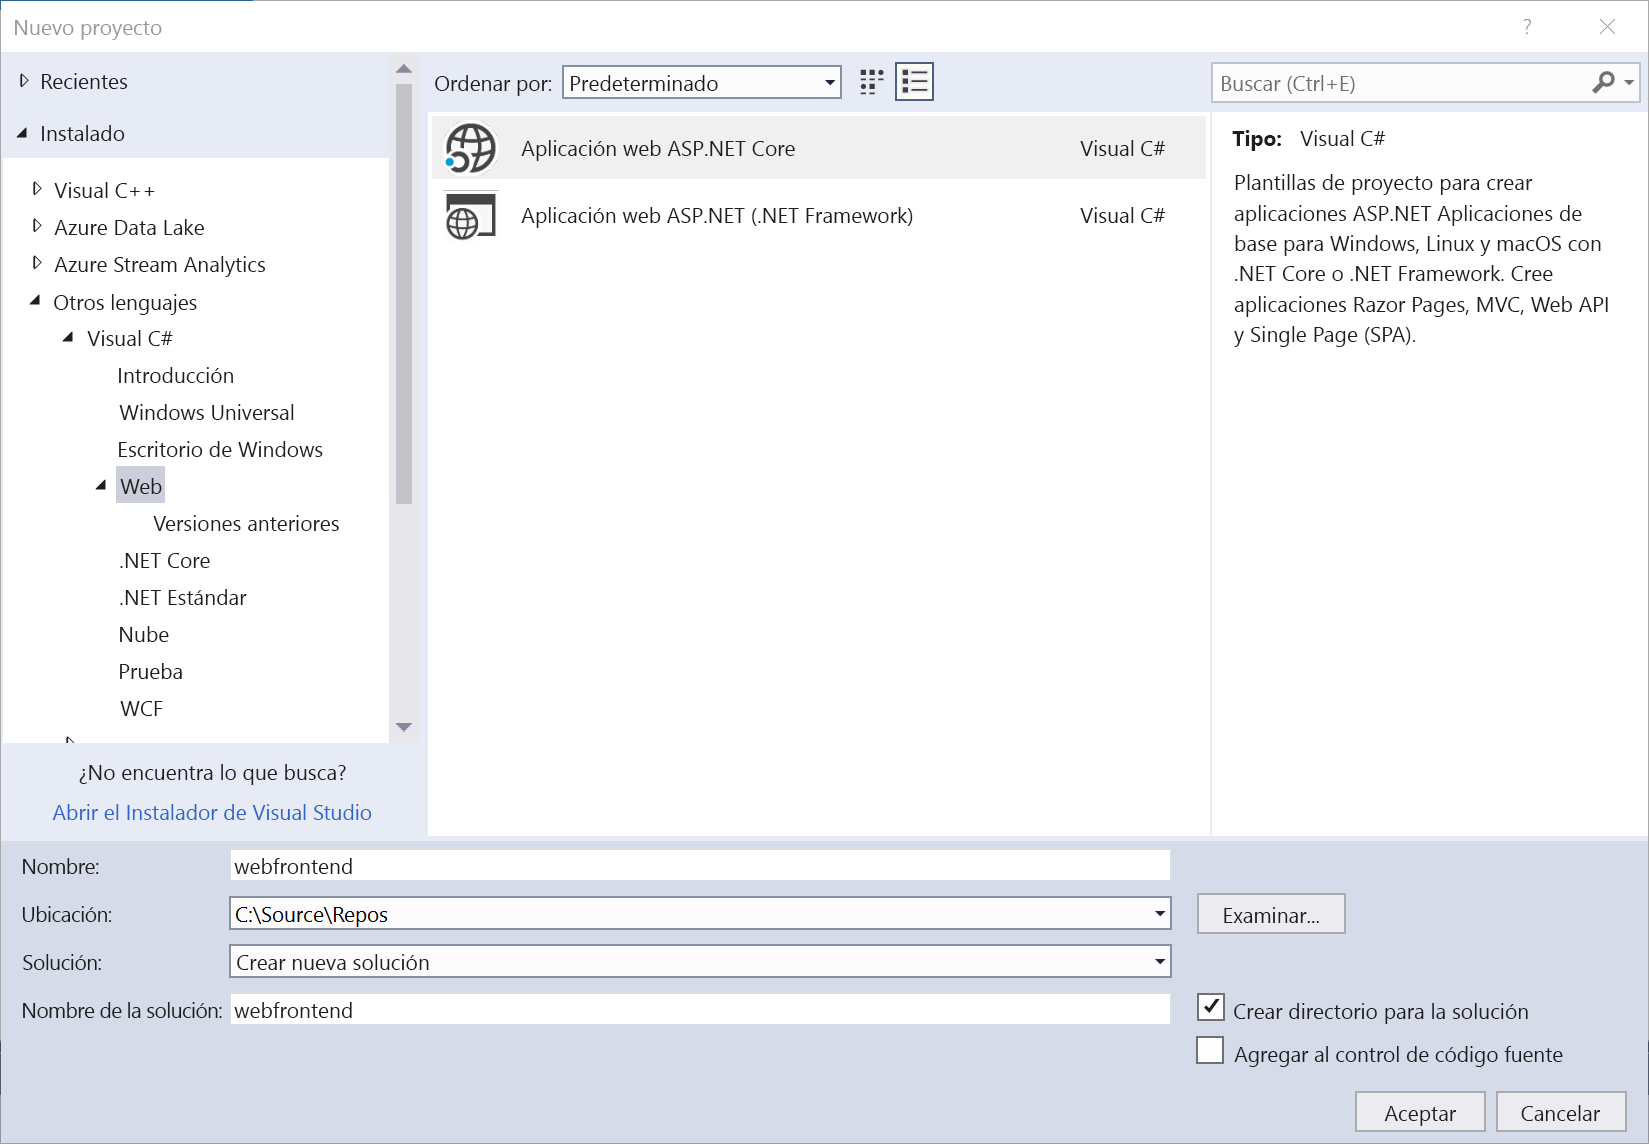 Nuevo proyecto
?
Recientes
Instalado
Visual C++
Azure Data Lake
Azure Stream Analytics
Otros lenguajes
Visual C#
Introducción
Windows Universal
Escritorio de Windows
Web
Versiones anteriores
.NET Core
.NET Estándar
Nube
Prueba
WCF
¿No encuentra lo que busca?
Abrir el Instalador de Visual Studio
Ordenar por: Predeterminado
Aplicación web ASP.NET Core Visual C#
Aplicación web ASP.NET (.NET Framework) Visual C#
Buscar (Ctrl+E)
Tipo: Visual C#
Plantillas de proyecto para crear
aplicaciones ASP.NET Aplicaciones de
base para Windows, Linux y macOS con
.NET Core o .NET Framework. Cree
aplicaciones Razor Pages, MVC, Web API
y Single Page (SPA).
Nombre: webfrontend
Ubicación: C:\Source\Repos Examinar...
Solución: Crear nueva solución
Nombre de la solución: webfrontend
Crear directorio para la solución
Agregar al control de código fuente
Aceptar Cancelar